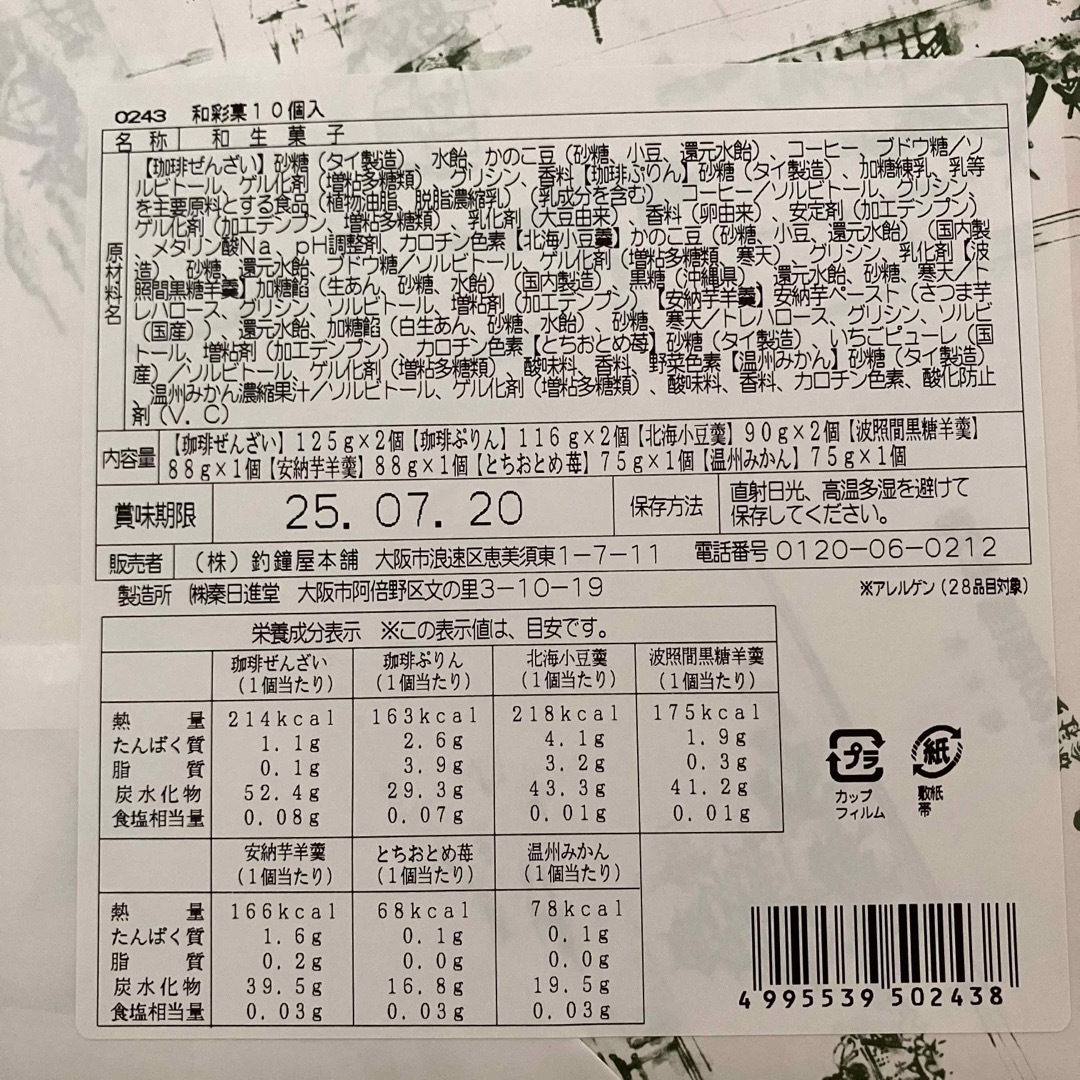 0243 和彩菓10個入
名称 和生菓子
原材料名
【珈琲ぜんざい】砂糖（タイ製造）、水飴、かのこ豆（砂糖、小豆、還元水飴）、コーヒー、ブドウ糖／ソ
ルビトール、ゲル化剤（増粘多糖類）、グリシン、香料【珈琲ぷりん】砂糖（タイ製造）、加糖練乳、乳等
を主要原料とする食品（植物油脂、脱脂濃縮乳）（乳成分を含む）、コーヒー／ソルビトール、グリシン、
ゲル化剤（加工デンプン、増粘多糖類）、乳化剤（大豆由来）、香料（卵由来）、安定剤（加工デンプン）
、メタリン酸Na、pH調整剤、カロチン色素【北海小豆羹】かのこ豆（砂糖、小豆、還元水飴）（国内製
造）、砂糖、還元水飴、ブドウ糖／ソルビトール、ゲル化剤（増粘多糖類、寒天）、グリシン、乳化剤【波
照間黒糖羊羹】加糖餡（生あん、砂糖、水飴）（国内製造）、黒糖（沖縄県）、還元水飴、砂糖、寒天／ト
レハロース、グリシン、ソルビトール、増粘剤（加工デンプン）【安納芋羊羹】安納芋ペースト（さつま芋
（国産））、還元水飴、加糖餡（白生あん、砂糖、水飴）、砂糖、寒天／トレハロース、グリシン、ソルビ
トール、増粘剤（加工デンプン）、カロチン色素【とちおとめ苺】砂糖（タイ製造）、いちごピューレ（国
産）／ソルビトール、ゲル化剤（増粘多糖類）、酸味料、香料、野菜色素【温州みかん】砂糖（タイ製造）
、温州みかん濃縮果汁／ソルビトール、ゲル化剤（増粘多糖類）、酸味料、香料、カロチン色素、酸化防止
剤（V.C）
内容量 【珈琲ぜんざい】125g×2個【珈琲ぷりん】116g×2個【北海小豆羹】90g×2個【波照間黒糖羊羹】
88g×1個【安納芋羊羹】88g×1個【とちおとめ苺】75g×1個【温州みかん】75g×1個
賞味期限 25.07.20 保存方法 直射日光、高温多湿を避けて
保存してください。
販売者 （株）釣鐘屋本舗 大阪市浪速区恵美須東1-7-11 電話番号0120-06-0212
製造所 ㈱秦日進堂 大阪市阿倍野区文の里3-10-19 ※アレルゲン（28品目対象）
栄養成分表示 ※この表示値は、目安です。
珈琲ぜんざい 珈琲ぷりん 北海小豆羹 波照間黒糖羊羹
（1個当たり） （1個当たり） （1個当たり） （1個当たり）
熱量 214kcal 163kcal 218kcal 175kcal
たんぱく質 1.1g 2.6g 4.1g 1.9g
脂質 0.1g 3.9g 3.2g 0.3g
炭水化物 52.4g 29.3g 43.3g 41.2g
食塩相当量 0.08g 0.07g 0.01g 0.01g
プラ 紙
カップ 敷紙
フィルム 帯
安納芋羊羹 とちおとめ苺 温州みかん
（1個当たり） （1個当たり） （1個当たり）
熱量 166kcal 68kcal 78kcal
たんぱく質 1.6g 0.1g 0.1g
脂質 0.2g 0.0g 0.0g
炭水化物 39.5g 16.8g 19.5g
食塩相当量 0.03g 0.03g 0.03g
4 995539 502438